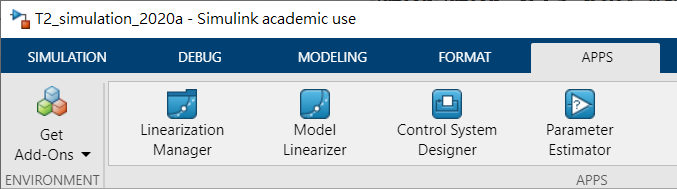 T2_simulation_2020a - Simulink academic use
SIMULATION DEBUG MODELING FORMAT APPS
Get Add-Ons
Linearization Manager
Model Linearizer
Control System Designer
Parameter Estimator
ENVIRONMENT APPS